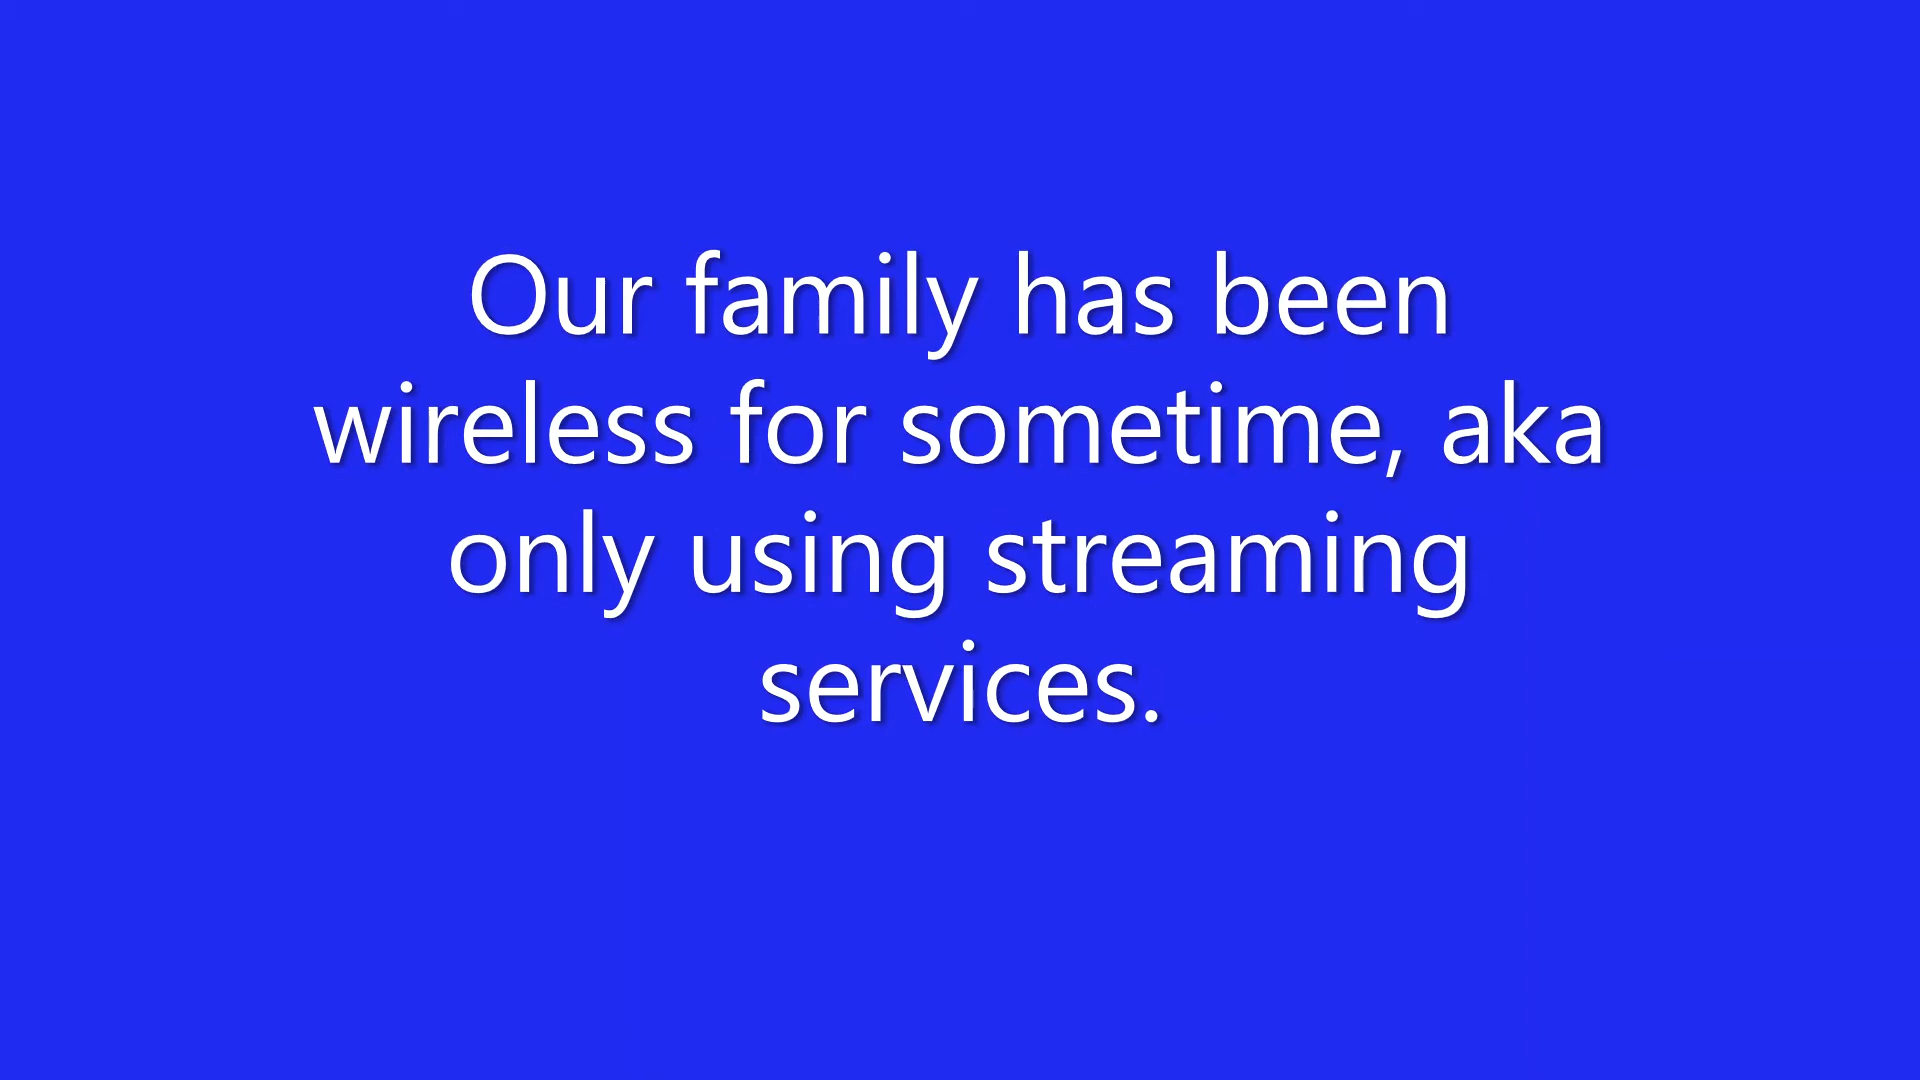 Our family has been
wireless for sometime, aka
only using streaming
services.